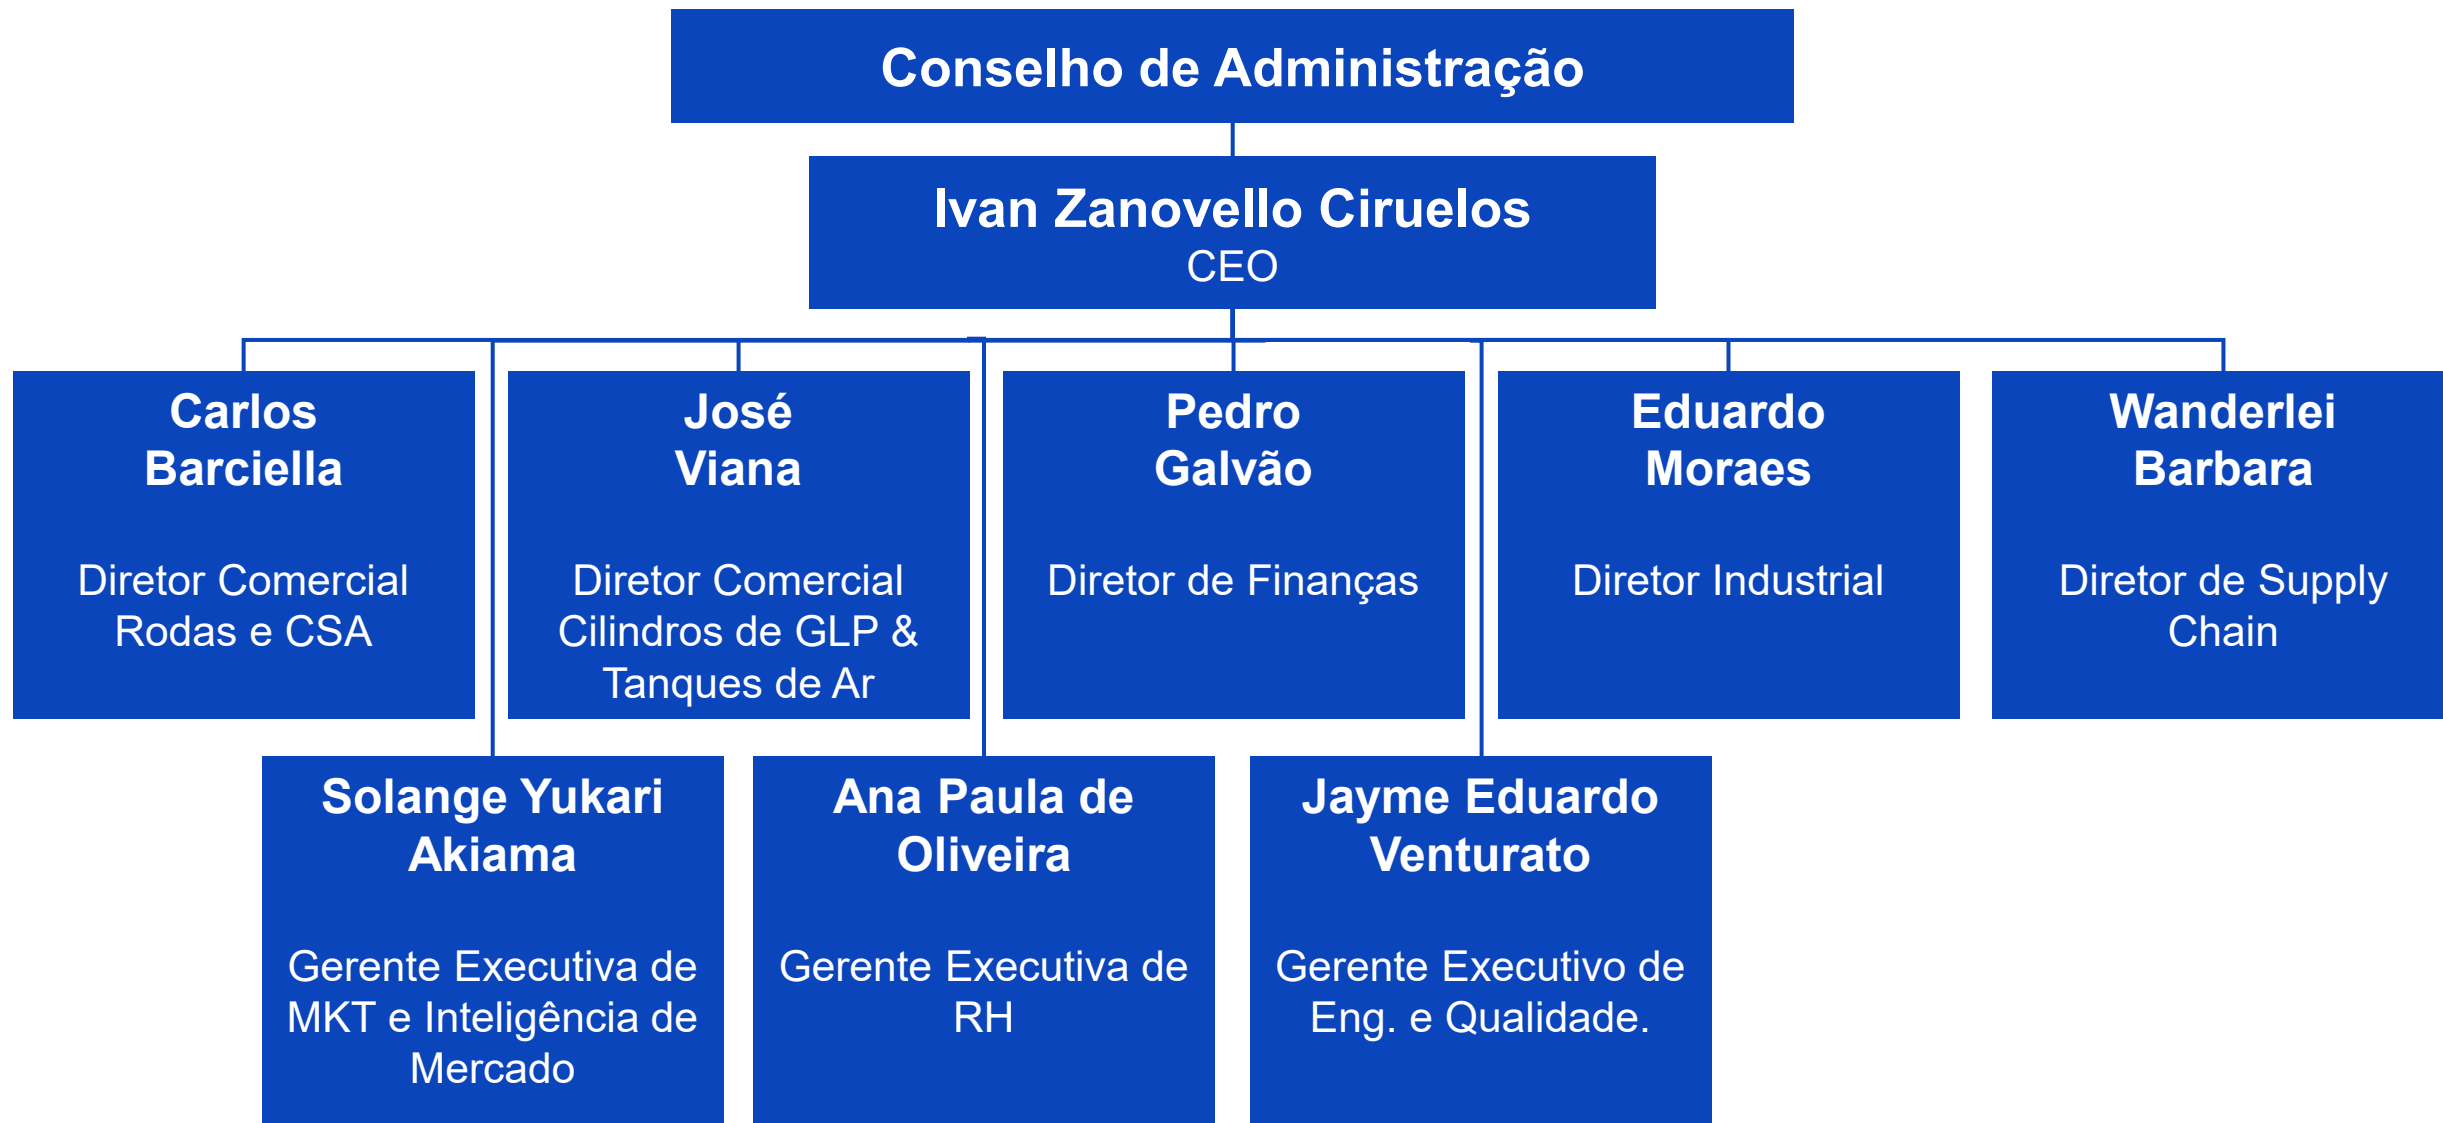 Conselho de Administração
Ivan Zanovello Ciruelos
CEO
Carlos
Barciella
Diretor Comercial
Rodas e CSA
José
Viana
Diretor Comercial
Cilindros de GLP &
Tanques de Ar
Pedro
Galvão
Diretor de Finanças
Eduardo
Moraes
Diretor Industrial
Wanderlei
Barbara
Diretor de Supply
Chain
Solange Yukari
Akiama
Gerente Executiva de
MKT e Inteligência de
Mercado
Ana Paula de
Oliveira
Gerente Executiva de
RH
Jayme Eduardo
Venturato
Gerente Executivo de
Eng. e Qualidade.